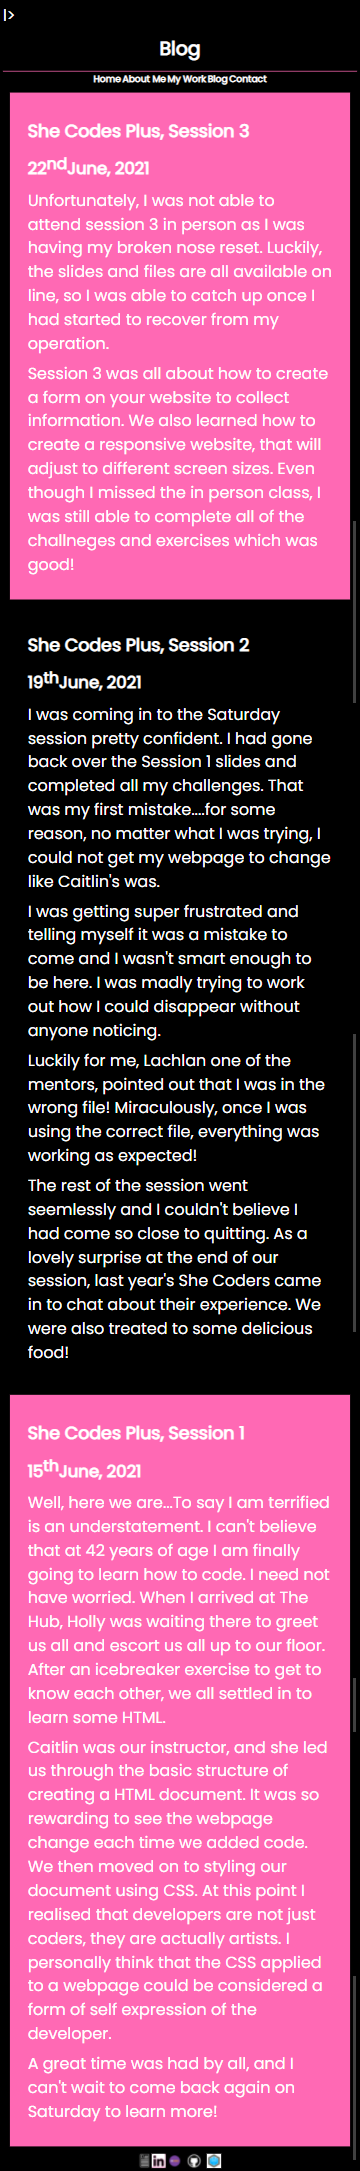 |>
Blog
Home About Me My Work Blog Contact
She Codes Plus, Session 3
22ndJune, 2021
Unfortunately, I was not able to
attend session 3 in person as I was
having my broken nose reset. Luckily,
the slides and files are all available on
line, so I was able to catch up once I
had started to recover from my
operation.
Session 3 was all about how to create
a form on your website to collect
information. We also learned how to
create a responsive website, that will
adjust to different screen sizes. Even
though I missed the in person class, I
was still able to complete all of the
challneges and exercises which was
good!
She Codes Plus, Session 2
19thJune, 2021
I was coming in to the Saturday
session pretty confident. I had gone
back over the Session 1 slides and
completed all my challenges. That
was my first mistake....for some
reason, no matter what I was trying, I
could not get my webpage to change
like Caitlin's was.
I was getting super frustrated and
telling myself it was a mistake to
come and I wasn't smart enough to
be here. I was madly trying to work
out how I could disappear without
anyone noticing.
Luckily for me, Lachlan one of the
mentors, pointed out that I was in the
wrong file! Miraculously, once I was
using the correct file, everything was
working as expected!
The rest of the session went
seemlessly and I couldn't believe I
had come so close to quitting. As a
lovely surprise at the end of our
session, last year's She Coders came
in to chat about their experience. We
were also treated to some delicious
food!
She Codes Plus, Session 1
15thJune, 2021
Well, here we are...To say I am terrified
is an understatement. I can't believe
that at 42 years of age I am finally
going to learn how to code. I need not
have worried. When I arrived at The
Hub, Holly was waiting there to greet
us all and escort us all up to our floor.
After an icebreaker exercise to get to
know each other, we all settled in to
learn some HTML.
Caitlin was our instructor, and she led
us through the basic structure of
creating a HTML document. It was so
rewarding to see the webpage
change each time we added code.
We then moved on to styling our
document using CSS. At this point I
realised that developers are not just
coders, they are actually artists. I
personally think that the CSS applied
to a webpage could be considered a
form of self expression of the
developer.
A great time was had by all, and I
can't wait to come back again on
Saturday to learn more!
in